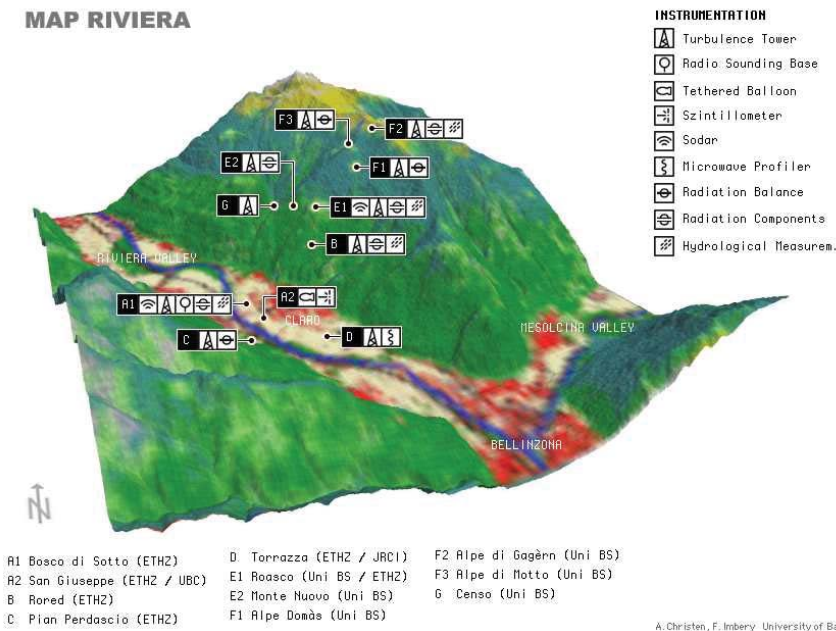 MAP RIVIERA
INSTRUMENTATION
Turbulence Tower
Radio Sounding Base
Tethered Balloon
Szintillometer
Sodar
Microwave Profiler
Radiation Balance
Radiation Components
Hydrological Measurem.
F3
F2
E2
F1
G
E1
B
RIVIERA VALLEY
A1
A2
CLARO
C
D
MESOLCINA VALLEY
BELLINZONA
N
A1 Bosco di Sotto (ETHZ)
A2 San Giuseppe (ETHZ / UBC)
B Rored (ETHZ)
C Pian Perdascio (ETHZ)
D Torrazza (ETHZ / JRCI)
E1 Roasco (Uni BS / ETHZ)
E2 Monte Nuovo (Uni BS)
F1 Alpe Domàs (Uni BS)
F2 Alpe di Gagèrn (Uni BS)
F3 Alpe di Motto (Uni BS)
G Censo (Uni BS)
A.Christen, F.Imbery University of Ba